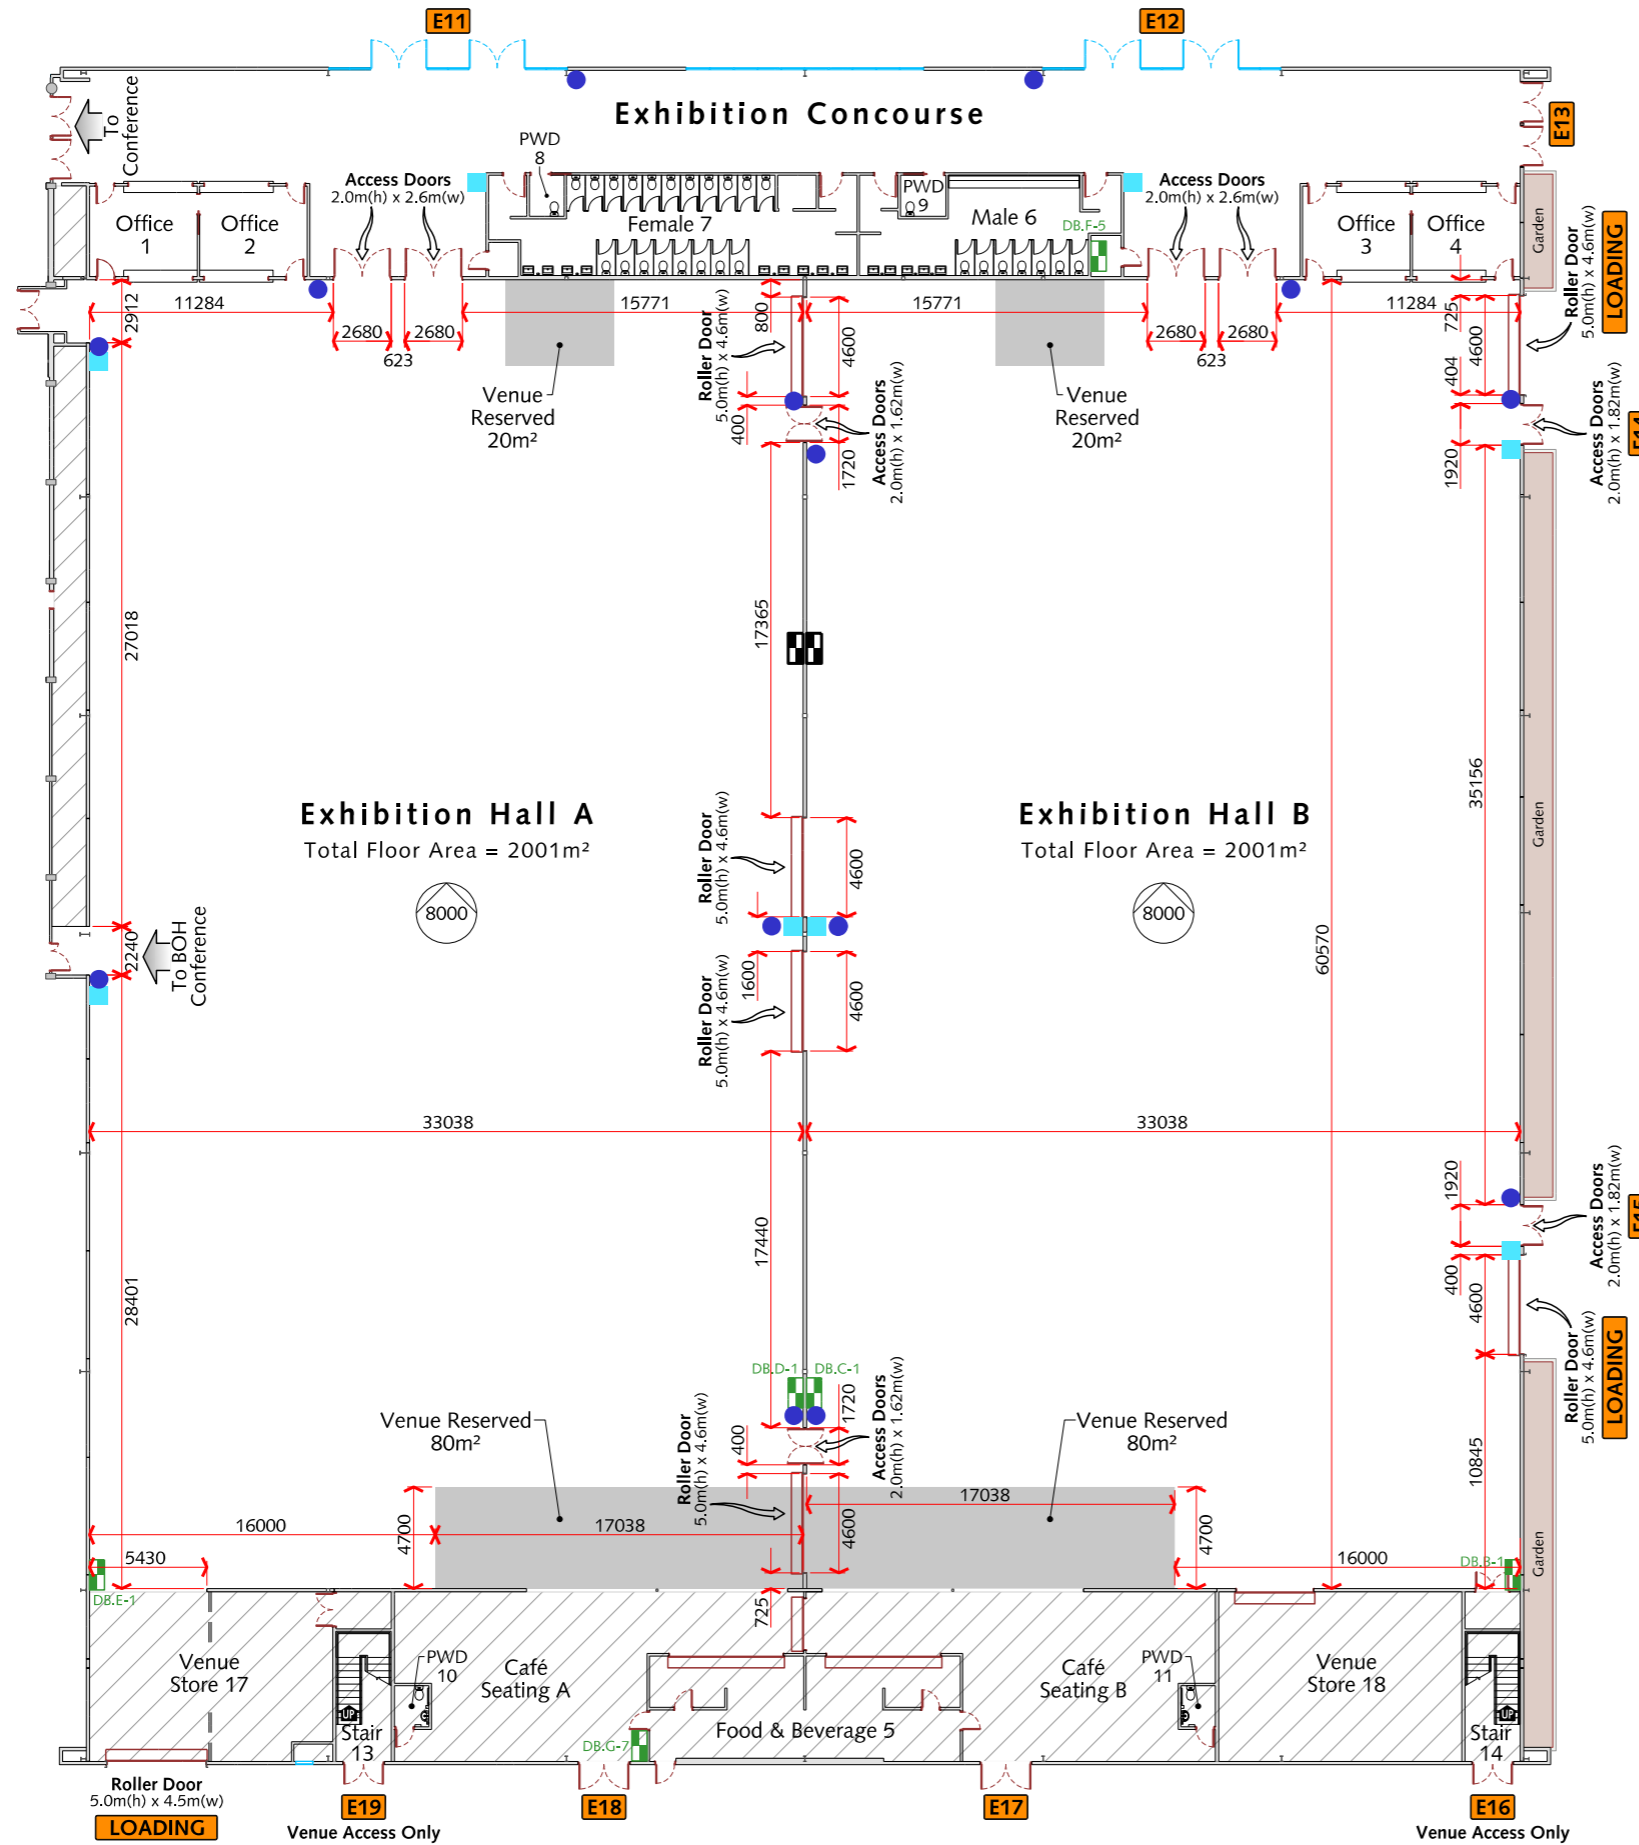 E11
E12
Exhibition Concourse
To
Conference
E13
PWD
8
PWD
9
Access Doors
2.0m(h) x 2.6m(w)
Access Doors
2.0m(h) x 2.6m(w)
Office
1
Office
2
Female 7
Male 6
DB.F-5
Office
3
Office
4
Garden
Roller Door
5.0m(h) x 4.6m(w)
LOADING
2912
11284
2680
2680
623
15771
800
Roller Door
5.0m(h) x 4.6m(w)
4600
15771
2680
2680
623
11284
725
4600
404
Venue
Reserved
20m²
Venue
Reserved
20m²
400
1720
Access Doors
2.0m(h) x 1.62m(w)
1920
Access Doors
2.0m(h) x 1.82m(w)
27018
17365
Exhibition Hall A
Total Floor Area = 2001m²
8000
Exhibition Hall B
Total Floor Area = 2001m²
8000
35156
Garden
Roller Door
5.0m(h) x 4.6m(w)
4600
2240
To BOH
Conference
60570
1600
Roller Door
5.0m(h) x 4.6m(w)
4600
33038
33038
1920
Access Doors
2.0m(h) x 1.82m(w)
17440
28401
400
4600
Roller Door
5.0m(h) x 4.6m(w)
LOADING
DB.D-1
DB.C-1
Venue Reserved
80m²
Roller Door
5.0m(h) x 4.6m(w)
400
1720
Access Doors
2.0m(h) x 1.62m(w)
Venue Reserved
80m²
10845
16000
4700
17038
4600
17038
4700
16000
5430
DB.E-1
DB.B-1
725
Garden
Venue
Store 17
PWD
10
Café
Seating A
Café
Seating B
PWD
11
Venue
Store 18
UP
Stair
13
Food & Beverage 5
DB.G-7
UP
Stair
14
Roller Door
5.0m(h) x 4.5m(w)
LOADING
E19
Venue Access Only
E18
E17
E16
Venue Access Only